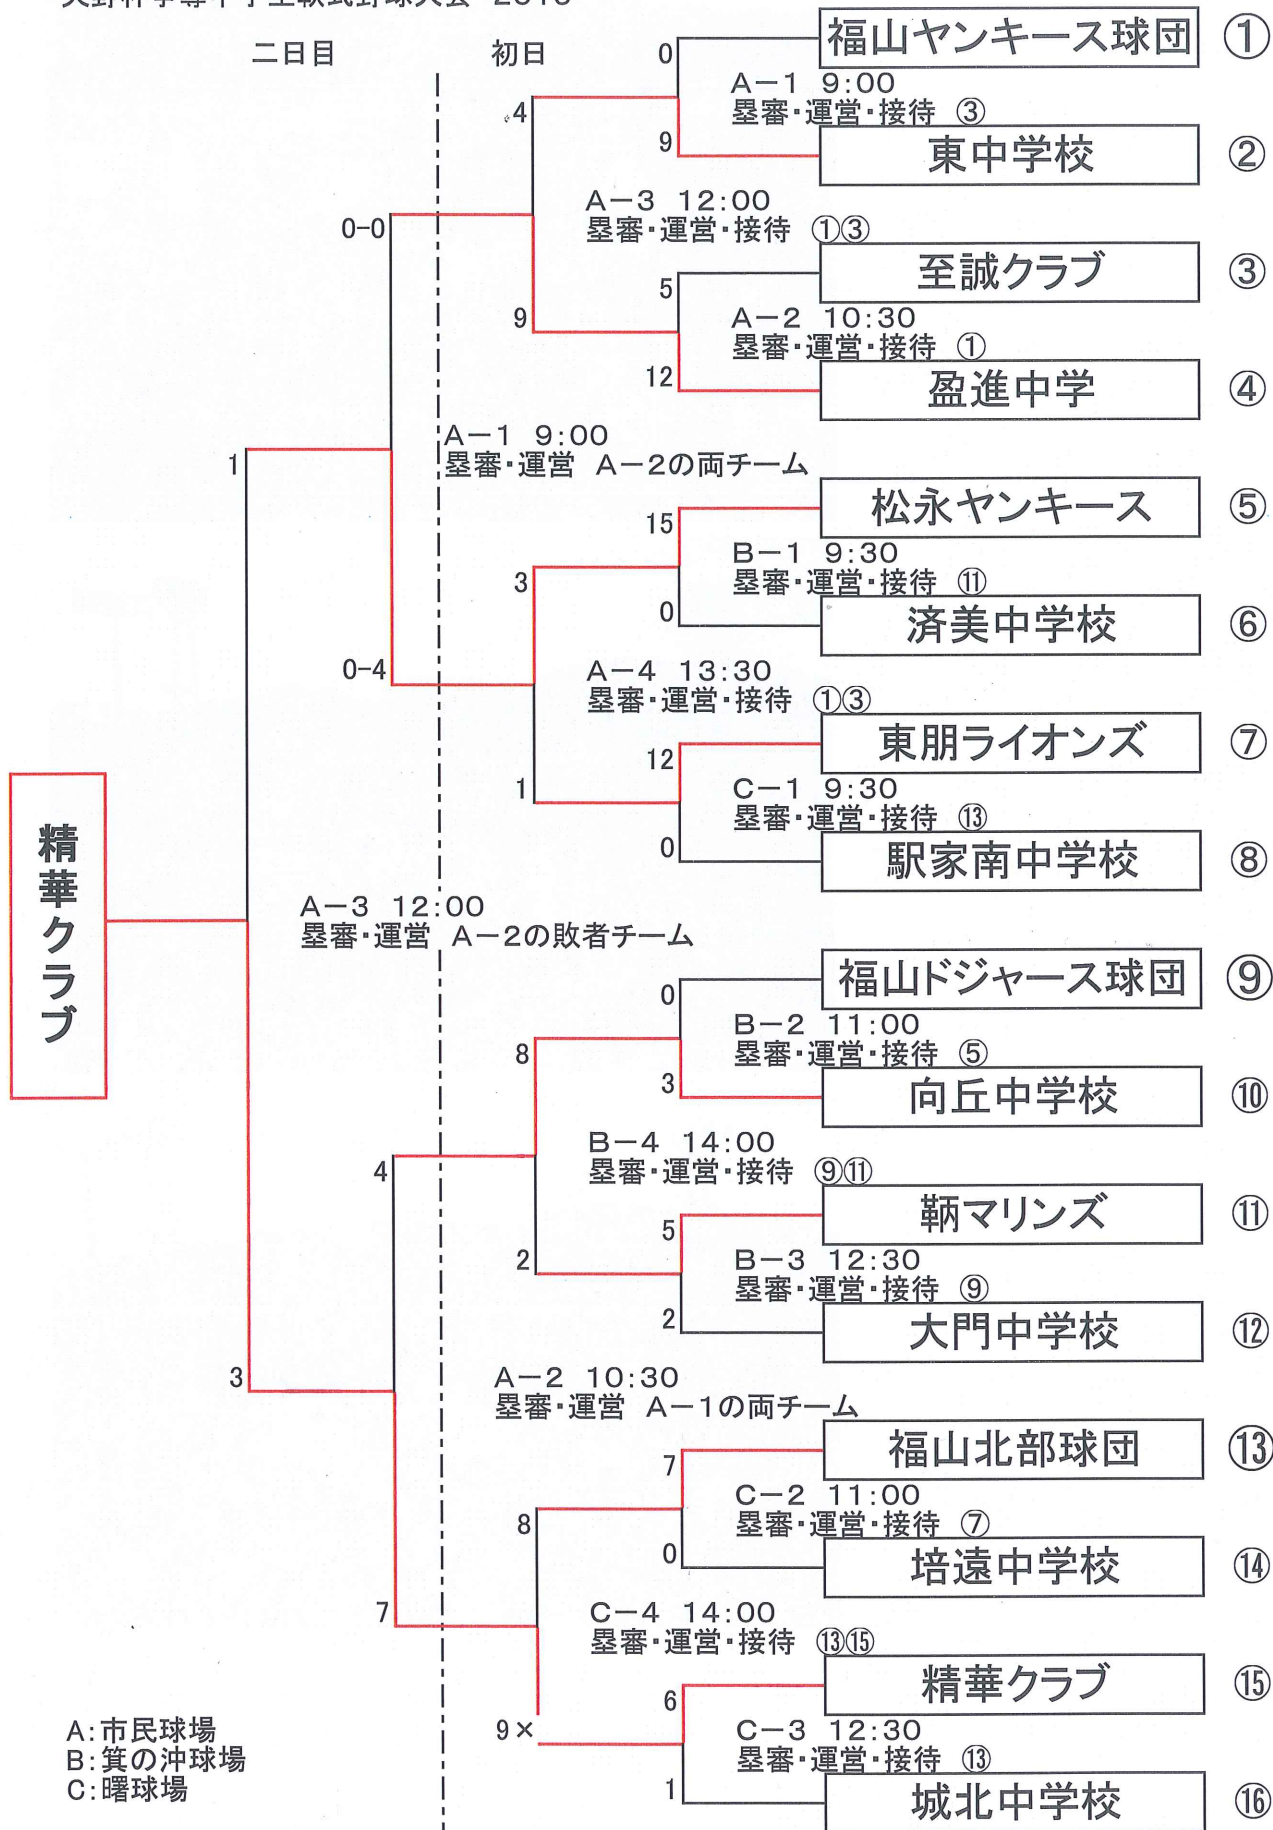 二日目
初日
福山ヤンキース球団 ①
0
A－1 9:00
塁審・運営・接待 ③
4
9
東中学校 ②
A－3 12:00
塁審・運営・接待 ①③
0-0
至誠クラブ ③
5
A－2 10:30
塁審・運営・接待 ①
9
12
盈進中学 ④
A－1 9:00
塁審・運営 A－2の両チーム
1
松永ヤンキース ⑤
15
B－1 9:30
塁審・運営・接待 ⑪
3
0
済美中学校 ⑥
A－4 13:30
塁審・運営・接待 ①③
0-4
東朋ライオンズ ⑦
12
C－1 9:30
塁審・運営・接待 ⑬
1
0
駅家南中学校 ⑧
精華クラブ
A－3 12:00
塁審・運営 A－2の敗者チーム
福山ドジャース球団 ⑨
0
B－2 11:00
塁審・運営・接待 ⑤
8
3
向丘中学校 ⑩
B－4 14:00
塁審・運営・接待 ⑨⑪
4
鞆マリンズ ⑪
5
B－3 12:30
塁審・運営・接待 ⑨
2
2
大門中学校 ⑫
A－2 10:30
塁審・運営 A－1の両チーム
3
福山北部球団 ⑬
7
C－2 11:00
塁審・運営・接待 ⑦
8
0
培遠中学校 ⑭
C－4 14:00
塁審・運営・接待 ⑬⑮
7
精華クラブ ⑮
6
C－3 12:30
塁審・運営・接待 ⑬
9×
1
城北中学校 ⑯
A:市民球場
B:箕の沖球場
C:曙球場